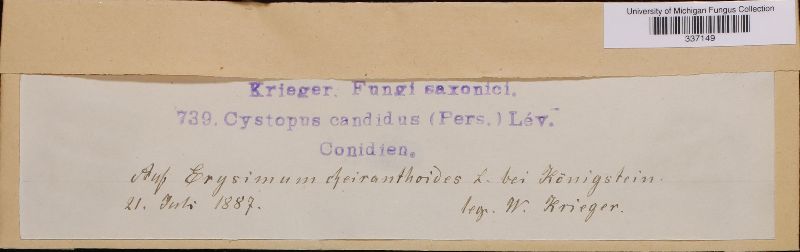 University of Michigan Fungus Collection
337149
Krieger. Fungi saxonici.
739. Cystopus candidus (Pers.) Lév.
Conidien.
Auf Erysimum cheiranthoides L. bei Königstein.
21. Juli 1887. leg. W. Krieger.